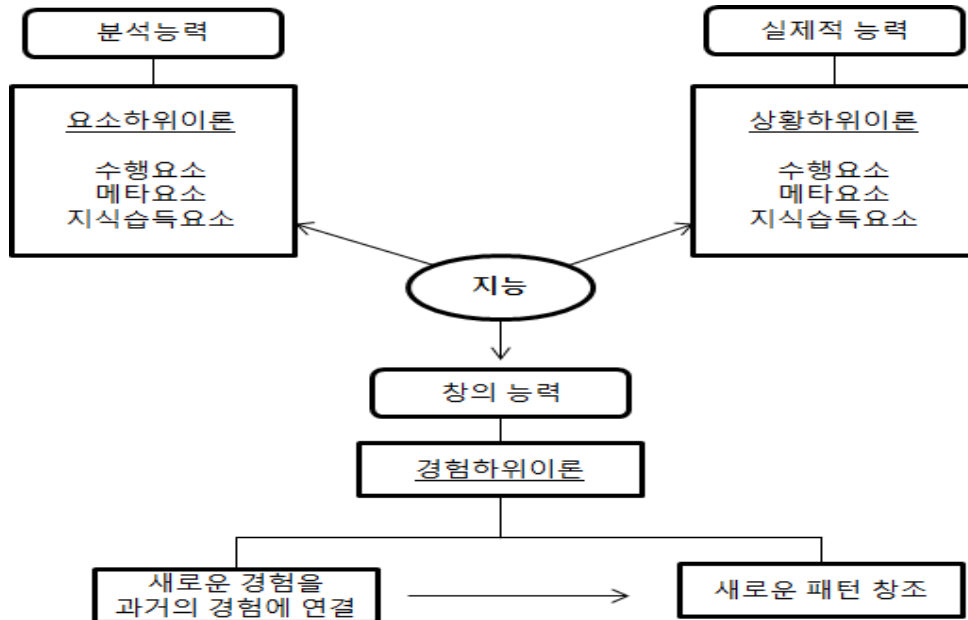 분석능력
요소하위이론
수행요소
메타요소
지식습득요소
실제적 능력
상황하위이론
수행요소
메타요소
지식습득요소
지능
창의 능력
경험하위이론
새로운 경험을
과거의 경험에 연결
새로운 패턴 창조